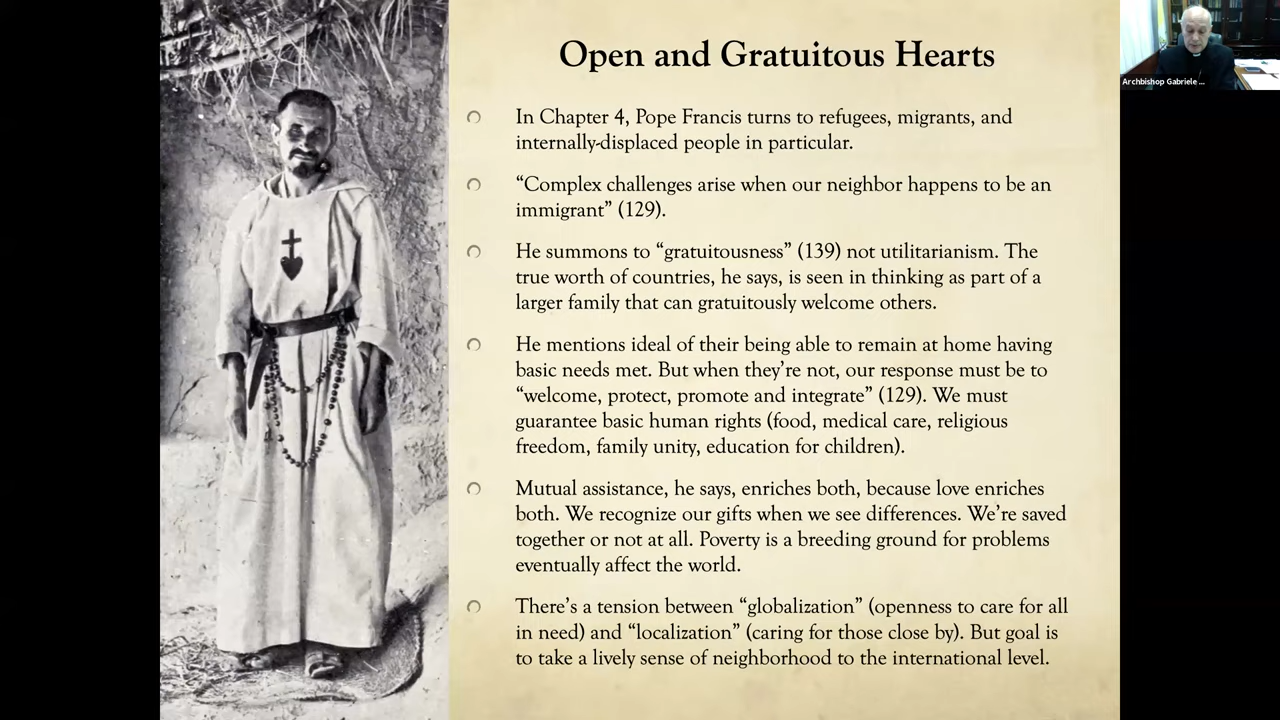 Open and Gratuitous Hearts
Archbishop Gabriele ...
In Chapter 4, Pope Francis turns to refugees, migrants, and
internally-displaced people in particular.
“Complex challenges arise when our neighbor happens to be an
immigrant” (129).
He summons to “gratuitousness” (139) not utilitarianism. The
true worth of countries, he says, is seen in thinking as part of a
larger family that can gratuitously welcome others.
He mentions ideal of their being able to remain at home having
basic needs met. But when they’re not, our response must be to
“welcome, protect, promote and integrate” (129). We must
guarantee basic human rights (food, medical care, religious
freedom, family unity, education for children).
Mutual assistance, he says, enriches both, because love enriches
both. We recognize our gifts when we see differences. We’re saved
together or not at all. Poverty is a breeding ground for problems
eventually affect the world.
There’s a tension between “globalization” (openness to care for all
in need) and “localization” (caring for those close by). But goal is
to take a lively sense of neighborhood to the international level.